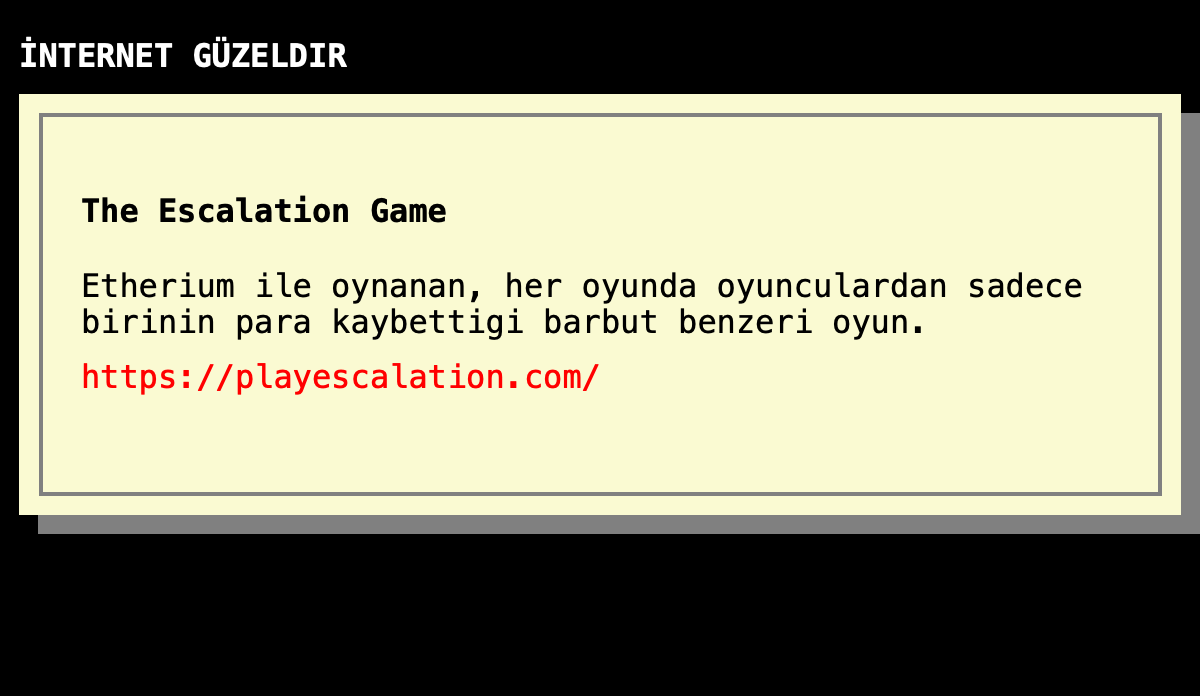 İNTERNET GÜZELDIR
The Escalation Game
Etherium ile oynanan, her oyunda oyunculardan sadece
birinin para kaybettigi barbut benzeri oyun.
https://playescalation.com/